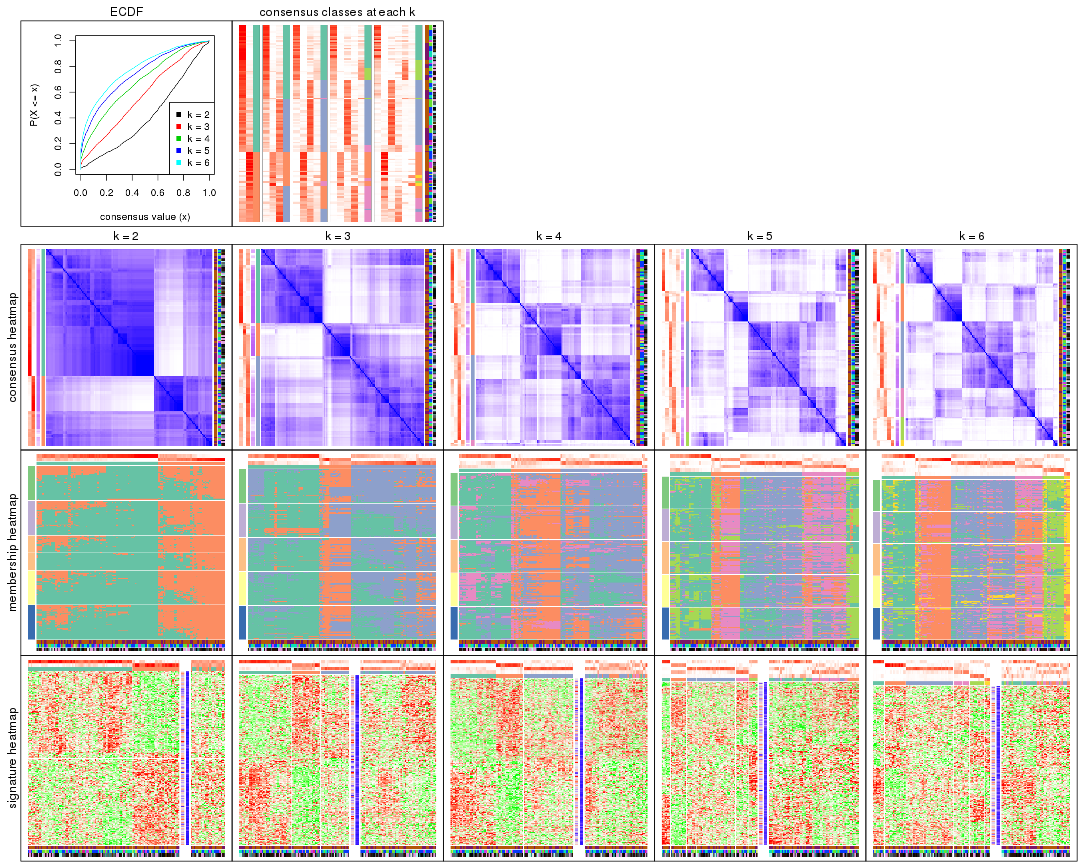 ECDF
consensus classes at each k
P(X <= x)
0.0 0.2 0.4 0.6 0.8 1.0
k = 2
k = 3
k = 4
k = 5
k = 6
0.0 0.2 0.4 0.6 0.8 1.0
consensus value (x)
k = 2 k = 3 k = 4 k = 5 k = 6
consensus heatmap
membership heatmap
signature heatmap